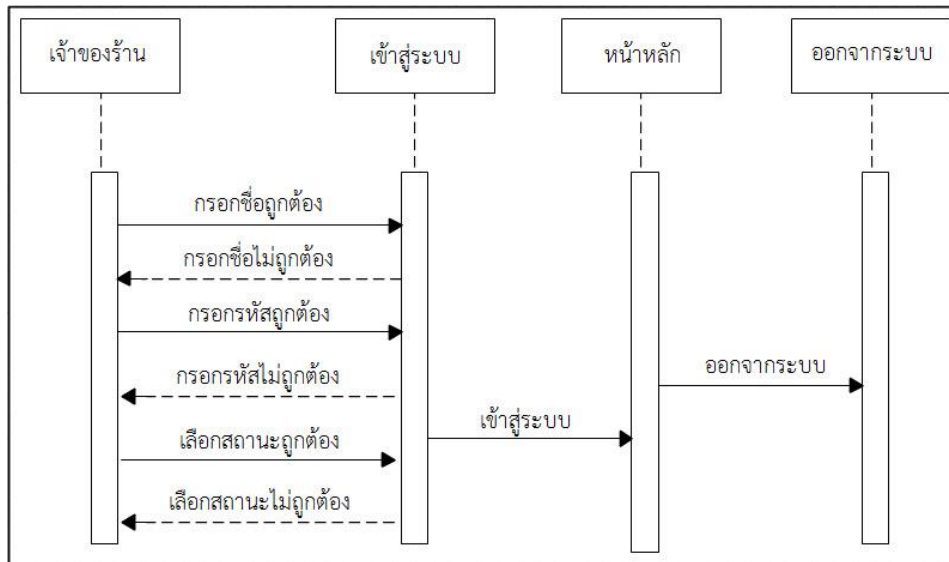 เจ้าของร้าน
เข้าสู่ระบบ
หน้าหลัก
ออกจากระบบ
กรอกชื่อถูกต้อง
กรอกชื่อไม่ถูกต้อง
กรอกรหัสถูกต้อง
กรอกรหัสไม่ถูกต้อง
ออกจากระบบ
เลือกสถานะถูกต้อง
เข้าสู่ระบบ
เลือกสถานะไม่ถูกต้อง